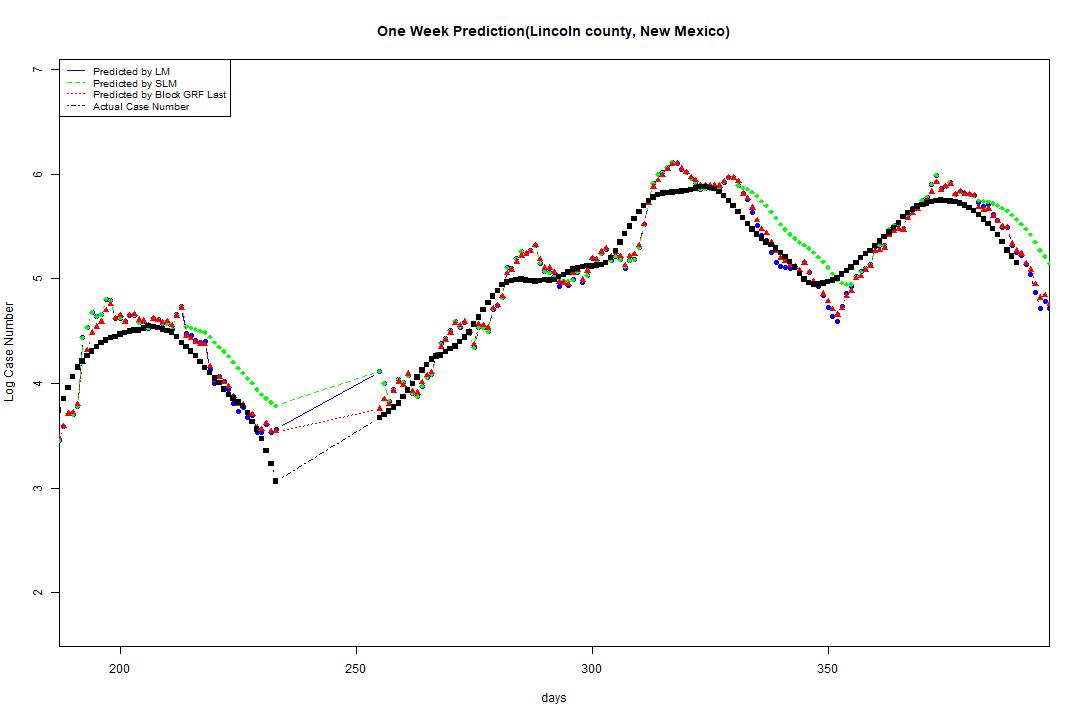 One Week Prediction(Lincoln county, New Mexico)
Predicted by LM
Predicted by SLM
Predicted by Block GRF Last
Actual Case Number
7
6
5
4
3
2
Log Case Number
200
250
300
350
days